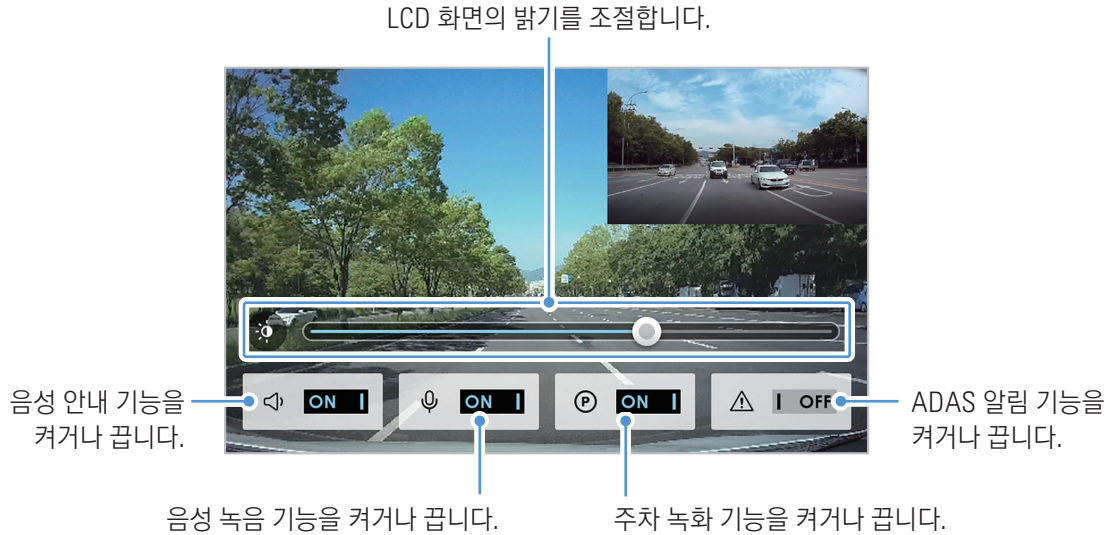 LCD 화면의 밝기를 조절합니다.
음성 안내 기능을
켜거나 끕니다.
ON
ON
P
ON
OFF
ADAS 알림 기능을
켜거나 끕니다.
음성 녹음 기능을 켜거나 끕니다.
주차 녹화 기능을 켜거나 끕니다.